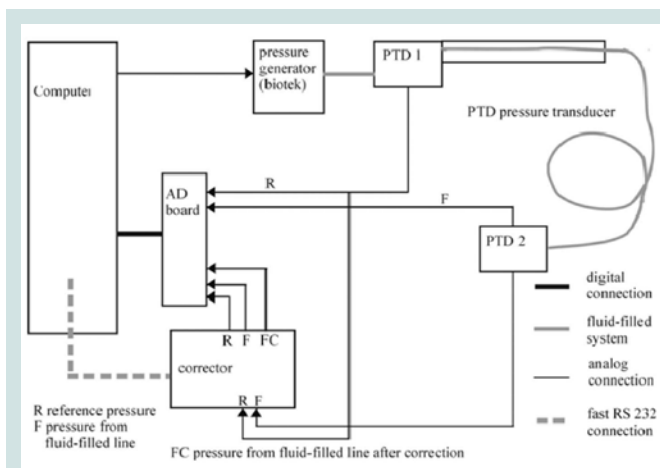 pressure
generator
(biotek)
PTD 1
Computer
PTD pressure transducer
R
AD
board
F
PTD 2
digital
connection
fluid-filled
system
R F FC
corrector
analog
connection
R F
R reference pressure
F pressure from
fluid-filled line
fast RS 232
connection
FC pressure from fluid-filled line after correction